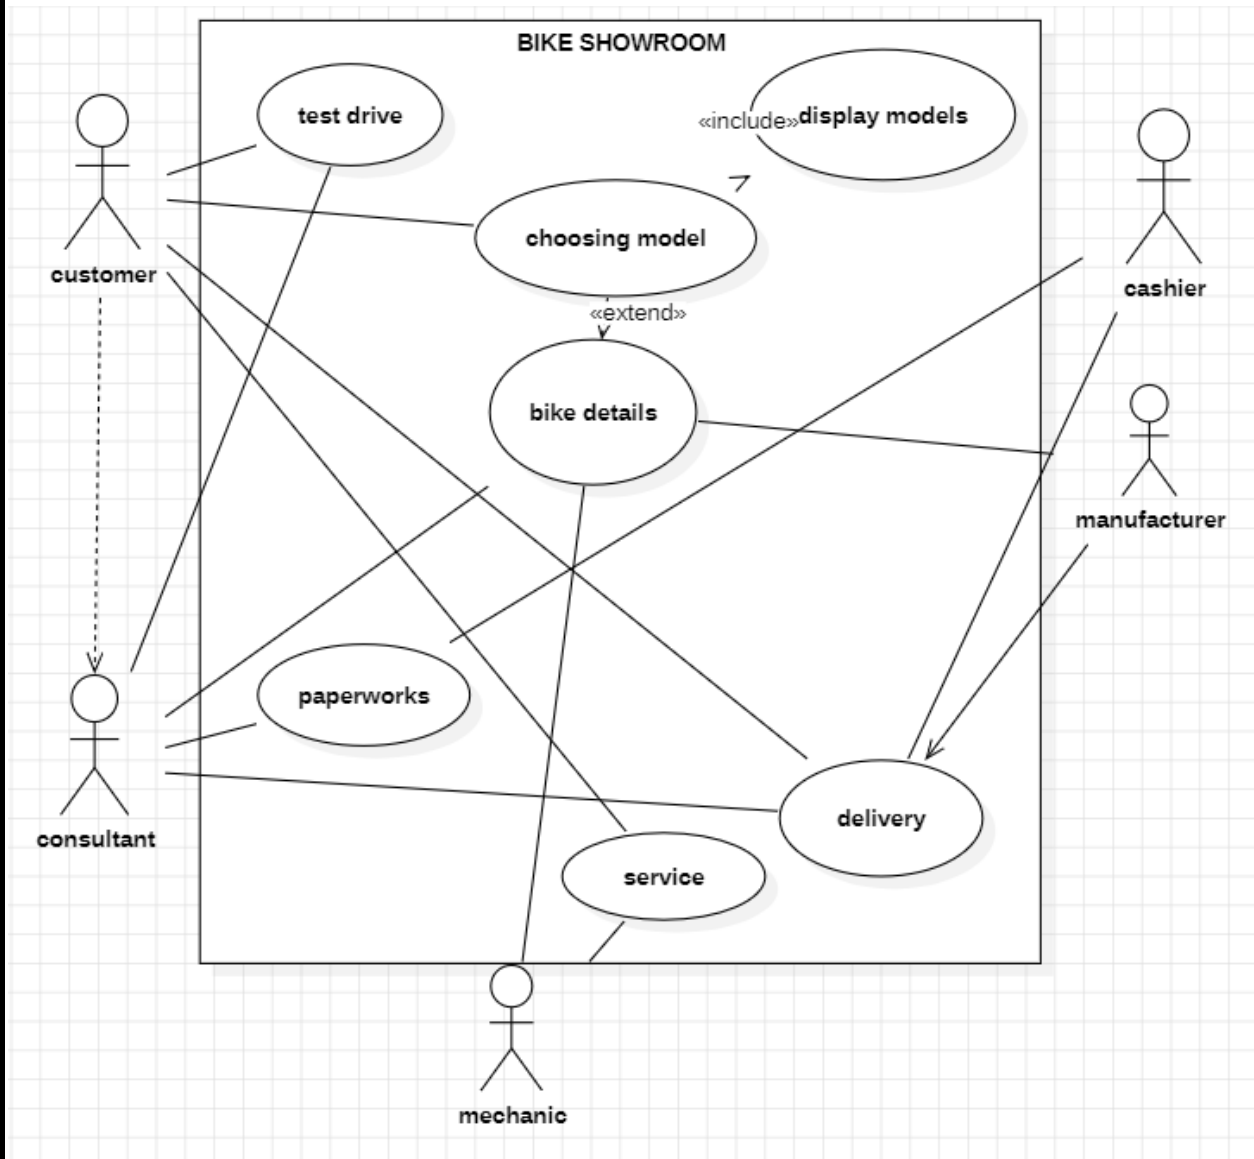 BIKE SHOWROOM
test drive
«include»display models
customer
choosing model
cashier
«extend»
bike details
manufacturer
paperworks
delivery
consultant
service
mechanic